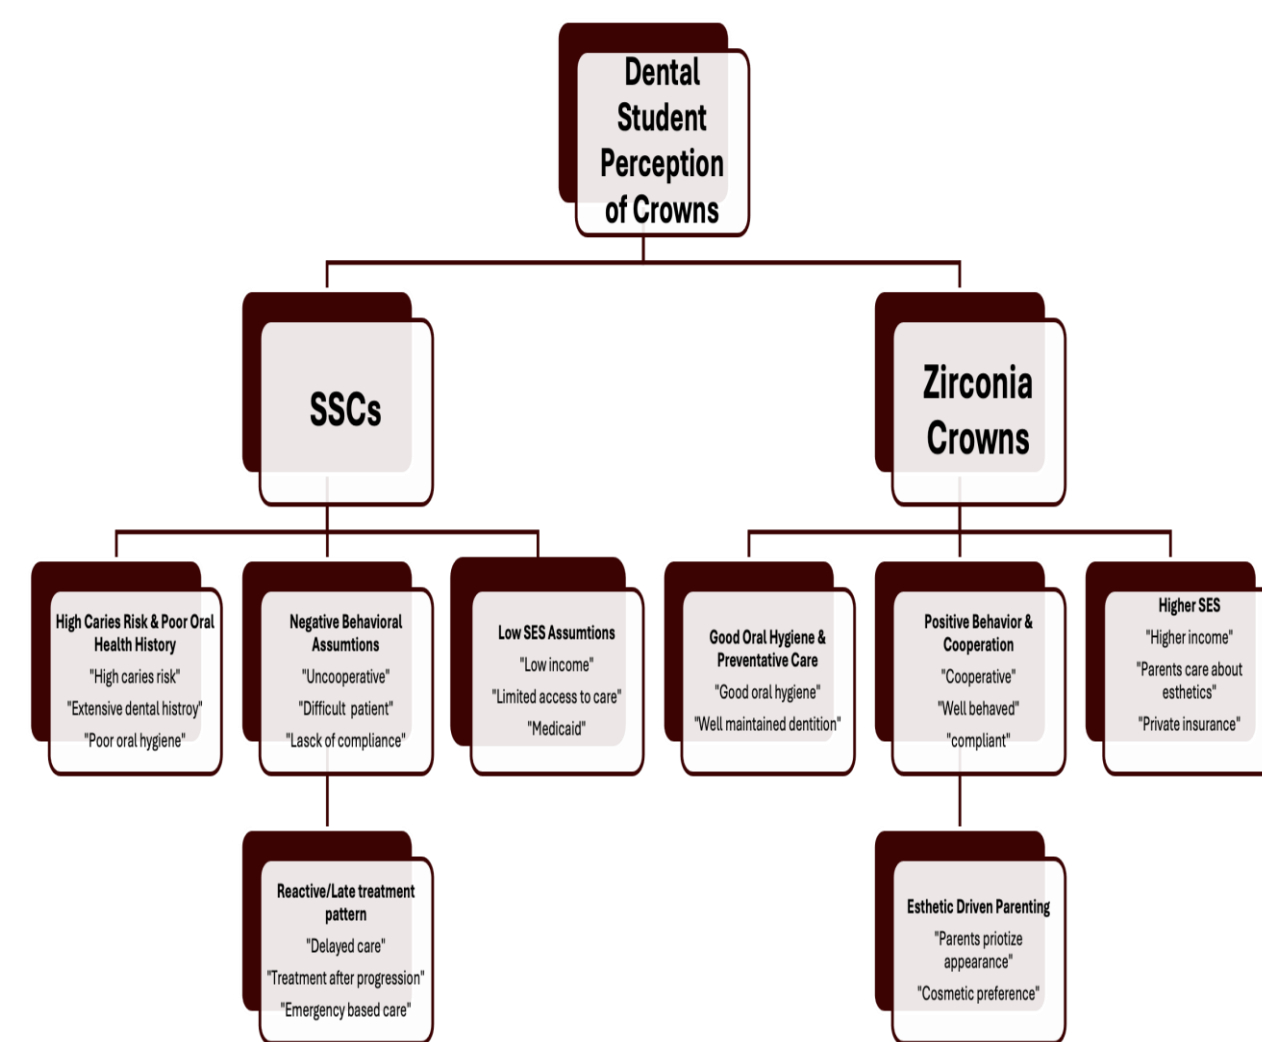 Dental
Student
Perception
of Crowns
SSCs
Zirconia
Crowns
High Caries Risk & Poor Oral
Health History
"High caries risk"
"Extensive dental histroy"
"Poor oral hygiene"
Negative Behavioral
Assumtions
"Uncooperative"
"Difficult patient"
"Lasck of compliance"
Low SES Assumtions
"Low income"
"Limited access to care"
"Medicaid"
Good Oral Hygiene &
Preventative Care
"Good oral hygiene"
"Well maintained dentition"
Positive Behavior &
Cooperation
"Cooperative"
"Well behaved"
"compliant"
Higher SES
"Higher income"
"Parents care about
esthetics"
"Private insurance"
Reactive/Late treatment
pattern
"Delayed care"
"Treatment after progression"
"Emergency based care"
Esthetic Driven Parenting
"Parents priotize
appearance"
"Cosmetic preference"